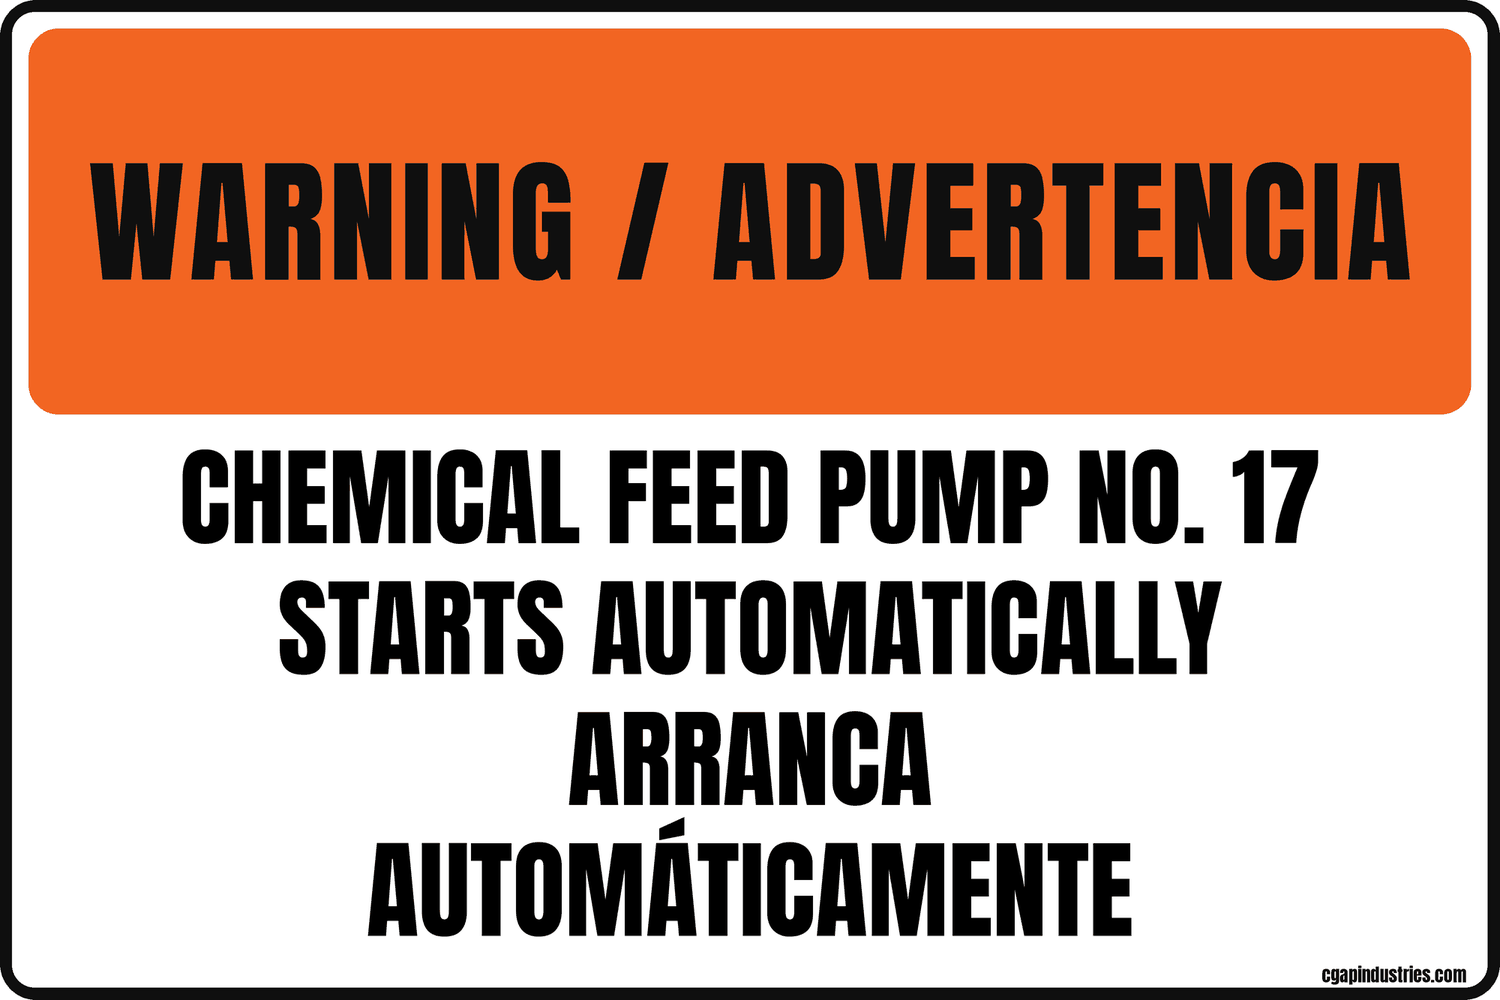 WARNING / ADVERTENCIA
CHEMICAL FEED PUMP NO. 17
STARTS AUTOMATICALLY
ARRANCA
AUTOMÁTICAMENTE
cgapindustries.com